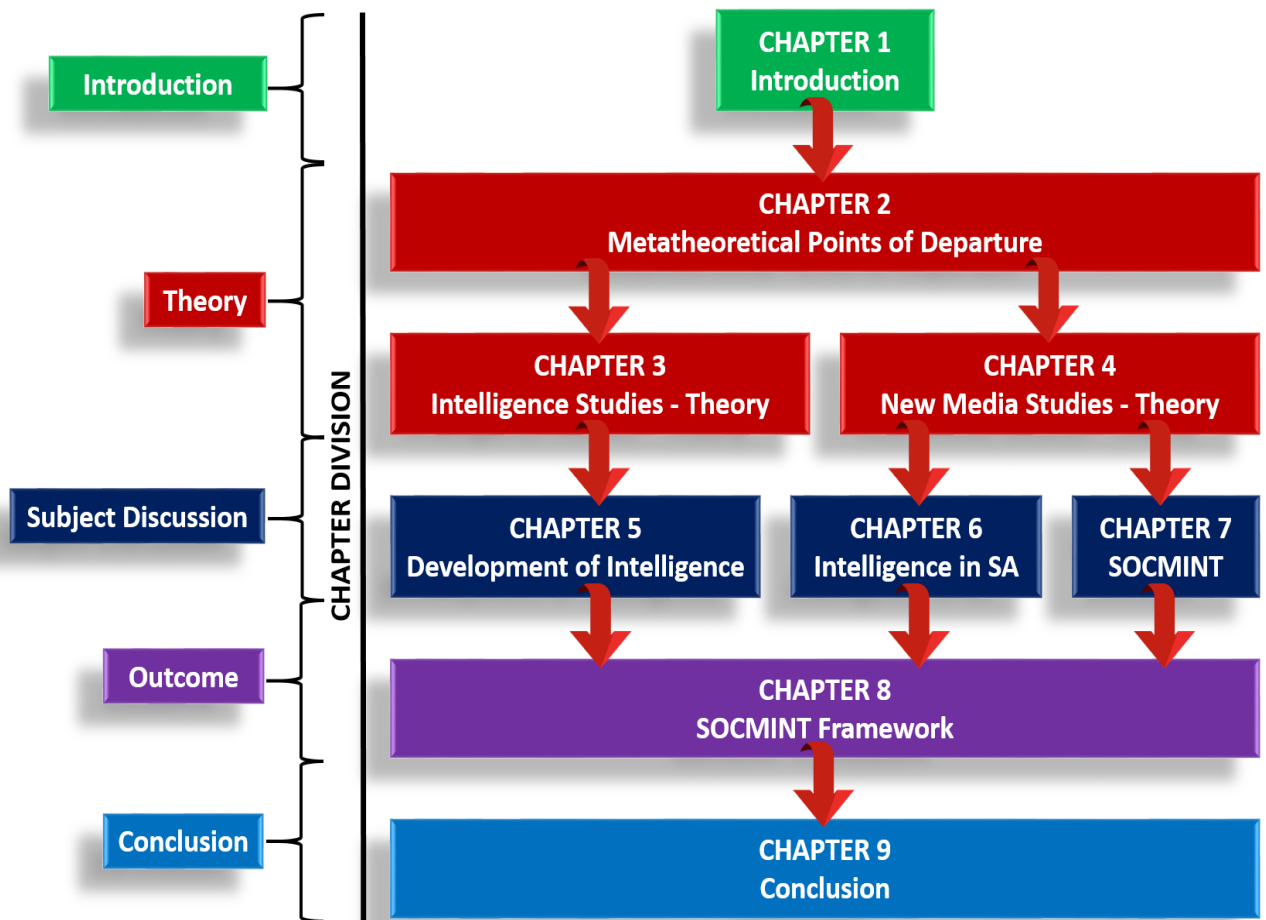 Introduction
Theory
Subject Discussion
Outcome
Conclusion
CHAPTER DIVISION
CHAPTER 1
Introduction
CHAPTER 2
Metatheoretical Points of Departure
CHAPTER 3
Intelligence Studies - Theory
CHAPTER 4
New Media Studies - Theory
CHAPTER 5
Development of Intelligence
CHAPTER 6
Intelligence in SA
CHAPTER 7
SOCMINT
CHAPTER 8
SOCMINT Framework
CHAPTER 9
Conclusion